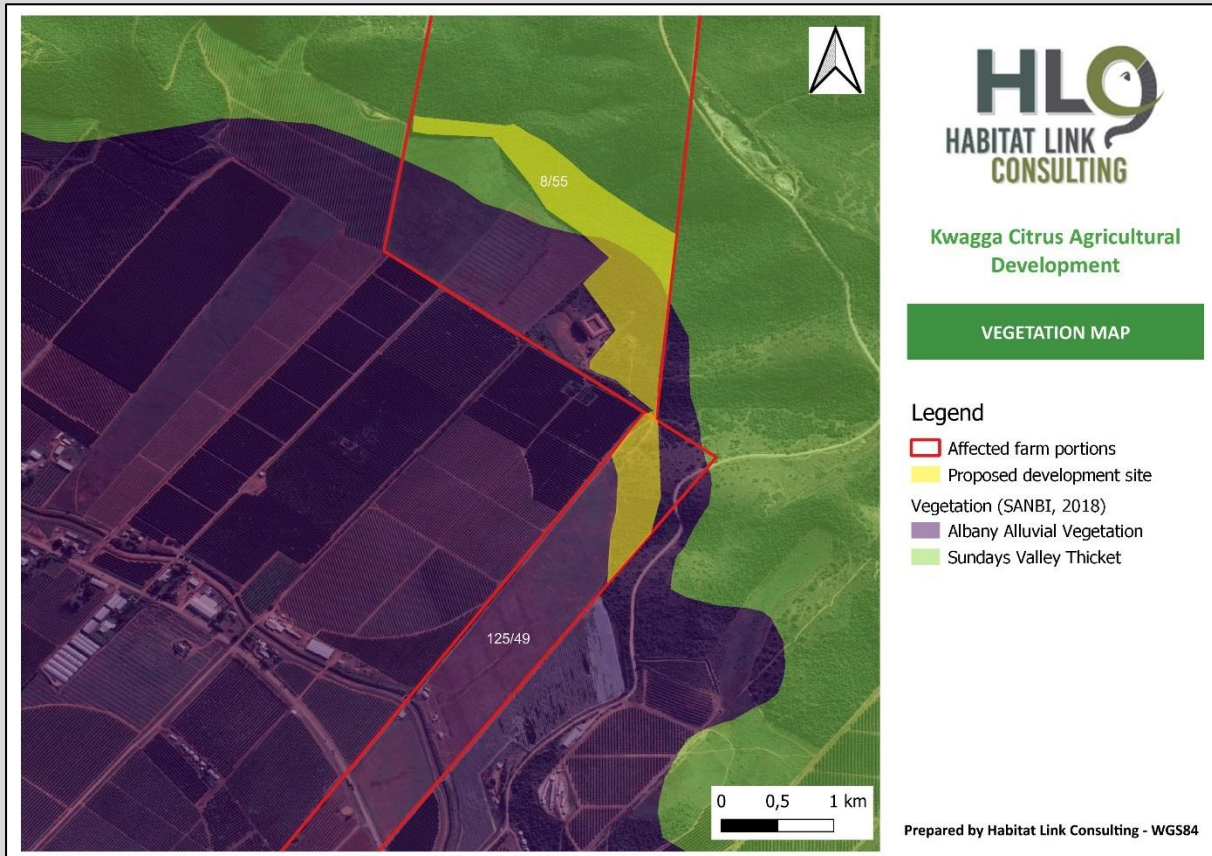 8/55
125/49
0 0,5 1 km
HLC
HABITAT LINK
CONSULTING
Kwagga Citrus Agricultural
Development
VEGETATION MAP
Legend
Affected farm portions
Proposed development site
Vegetation (SANBI, 2018)
Albany Alluvial Vegetation
Sundays Valley Thicket
Prepared by Habitat Link Consulting - WGS84